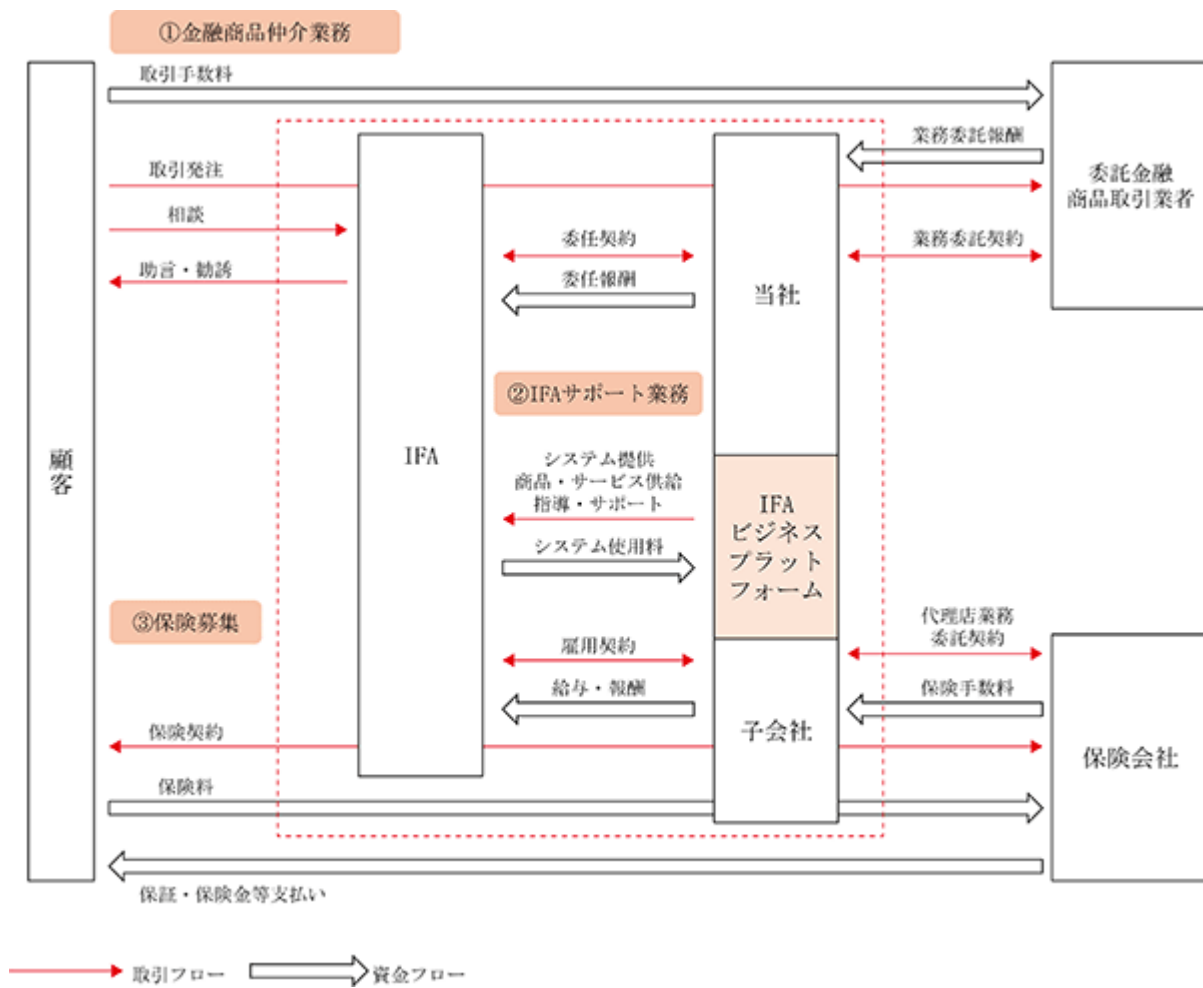 ①金融商品仲介業務
取引手数料
業務委託報酬
委託金融
商品取引業者
取引発注
相談
委任契約
業務委託契約
助言・勧誘
委任報酬
当社
②IFAサポート業務
顧客
IFA
システム提供
商品・サービス供給
指導・サポート
IFA
ビジネス
プラット
フォーム
システム使用料
③保険募集
代理店業務
委託契約
雇用契約
給与・報酬
保険手数料
保険契約
子会社
保険会社
保険料
保証・保険金等支払い
取引フロー
資金フロー